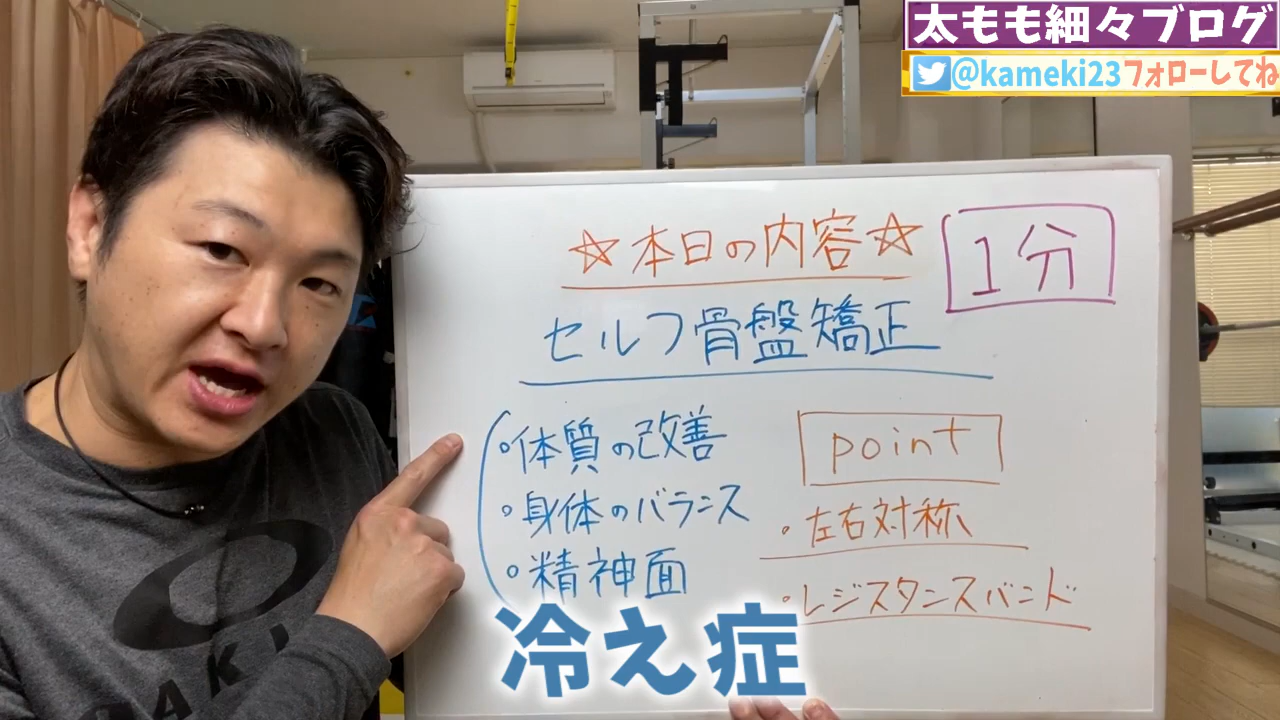 太もも細々ブログ
@kameki23フォローしてね
☆本日の内容☆
1分
セルフ骨盤矯正
・体質の改善
・身体のバランス
・精神面
point
・左右対称
・レジスタンスバンド
冷え症
OAKL